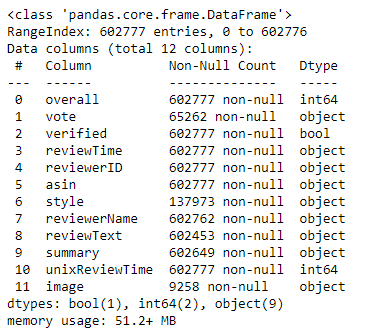 <class 'pandas.core.frame.DataFrame'>
RangeIndex: 602777 entries, 0 to 602776
Data columns (total 12 columns):
 #   Column          Non-Null Count   Dtype
---  ------          --------------   -----
 0   overall         602777 non-null  int64
 1   vote            65262 non-null   object
 2   verified        602777 non-null  bool
 3   reviewTime      602777 non-null  object
 4   reviewerID      602777 non-null  object
 5   asin            602777 non-null  object
 6   style           137973 non-null  object
 7   reviewerName    602762 non-null  object
 8   reviewText      602453 non-null  object
 9   summary         602649 non-null  object
 10  unixReviewTime  602777 non-null  int64
 11  image           9258 non-null    object
dtypes: bool(1), int64(2), object(9)
memory usage: 51.2+ MB